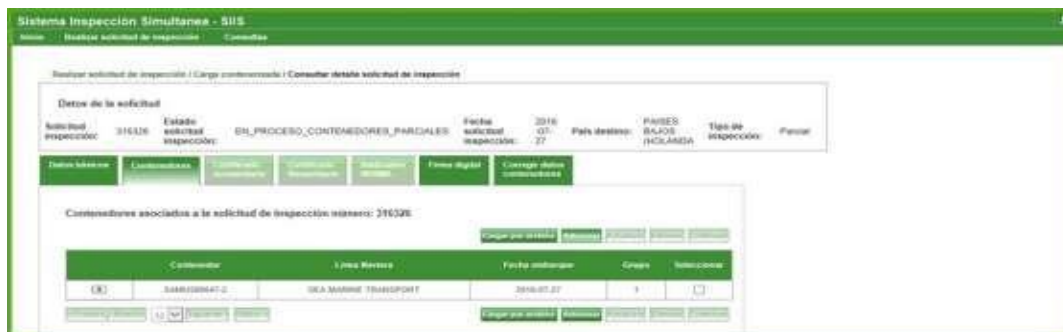 Sistema Inspección Simultanea - SIIS
Inicio Realizar solicitud de inspección Consultas
Realizar solicitud de inspección / Carga contenerizada / Consultar detalle solicitud de inspección
Datos de la solicitud
Solicitud inspección: 316326 Estado solicitud inspección: EN_PROCESO_CONTENEDORES_PARCIALES Fecha solicitud inspección: 2016-07-27 País destino: PAISES BAJOS (HOLANDA Tipo de inspección: Parcial
Datos básicos Contenedores Firma digital Corregir datos contenedores
Contenedores asociados a la solicitud de inspección número: 316326
Cargar por archivo Adicionar
Contenedor Línea Naviera Fecha embarque Grupo Seleccionar
SEA MARINE TRANSPORT 2016-07-27 1
Cargar por archivo Adicionar